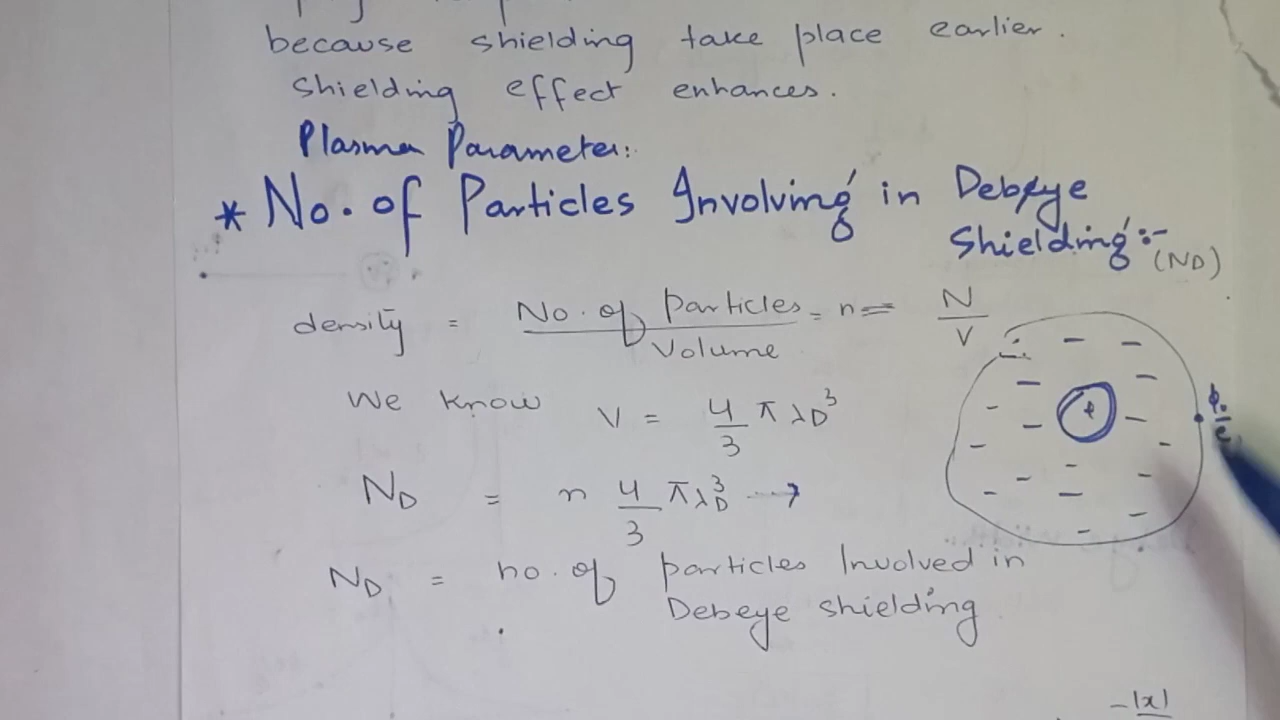 because shielding take place earlier.
shielding effect enhances.
Plasma Parameter:
* No. of Particles Involving in Debeye
Shielding:- (ND)
density = No. of particles / Volume = n = N / V
We know V = 4/3 π λD³
ND = n 4/3 π λD³ →
ND = no. of particles Involved in
Debeye shielding
-|x|